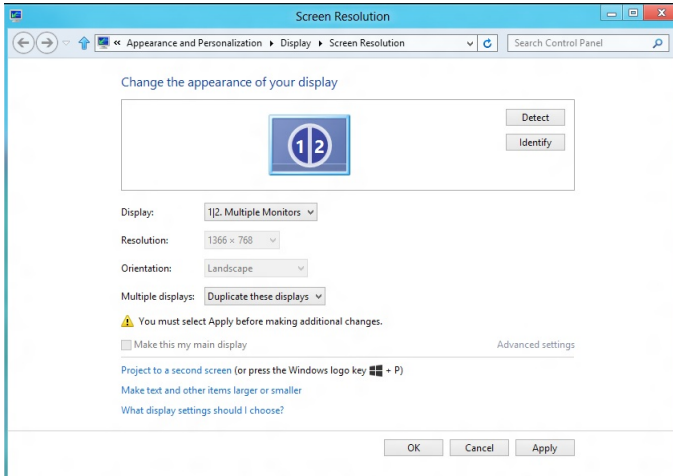 Screen Resolution
« Appearance and Personalization ▸ Display ▸ Screen Resolution
Search Control Panel
Change the appearance of your display
1 2
Detect
Identify
Display: 1|2. Multiple Monitors
Resolution: 1366 × 768
Orientation: Landscape
Multiple displays: Duplicate these displays
You must select Apply before making additional changes.
Make this my main display Advanced settings
Project to a second screen (or press the Windows logo key + P)
Make text and other items larger or smaller
What display settings should I choose?
OK Cancel Apply